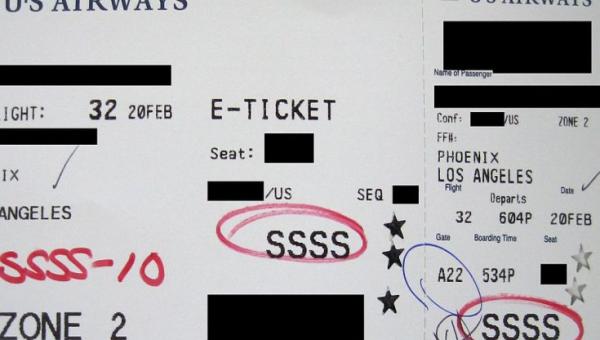 U·S AIRWAYS
IGHT: 32 20FEB
IX
ANGELES
SSSS-10
ZONE 2
E-TICKET
Seat:
/US SEQ
SSSS
U·S AIRWAYS
Name of Passenger
Conf: /US ZONE 2
FF#:
PHOENIX
LOS ANGELES
Flight Departs Date
32 604P 20FEB
Gate Boarding Time Seat
A22 534P
SSSS